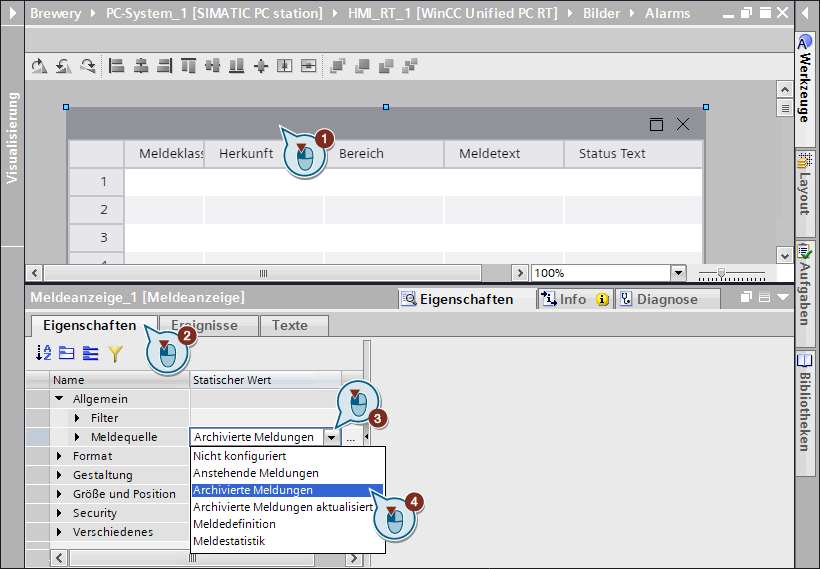 Brewery ▸ PC-System_1 [SIMATIC PC station] ▸ HMI_RT_1 [WinCC Unified PC RT] ▸ Bilder ▸ Alarms
Visualisierung
Werkzeuge
Layout
Aufgaben
Bibliotheken
1
Meldeklass Herkunft Bereich Meldetext Status Text
1
2
3
100%
Meldeanzeige_1 [Meldeanzeige]
Eigenschaften Info Diagnose
Eigenschaften Ereignisse Texte
2
Name Statischer Wert
Allgemein
Filter
3
Meldequelle Archivierte Meldungen ...
Format
Gestaltung
Größe und Position
Security
Verschiedenes
Nicht konfiguriert
Anstehende Meldungen
Archivierte Meldungen
4
Archivierte Meldungen aktualisiert
Meldedefinition
Meldestatistik